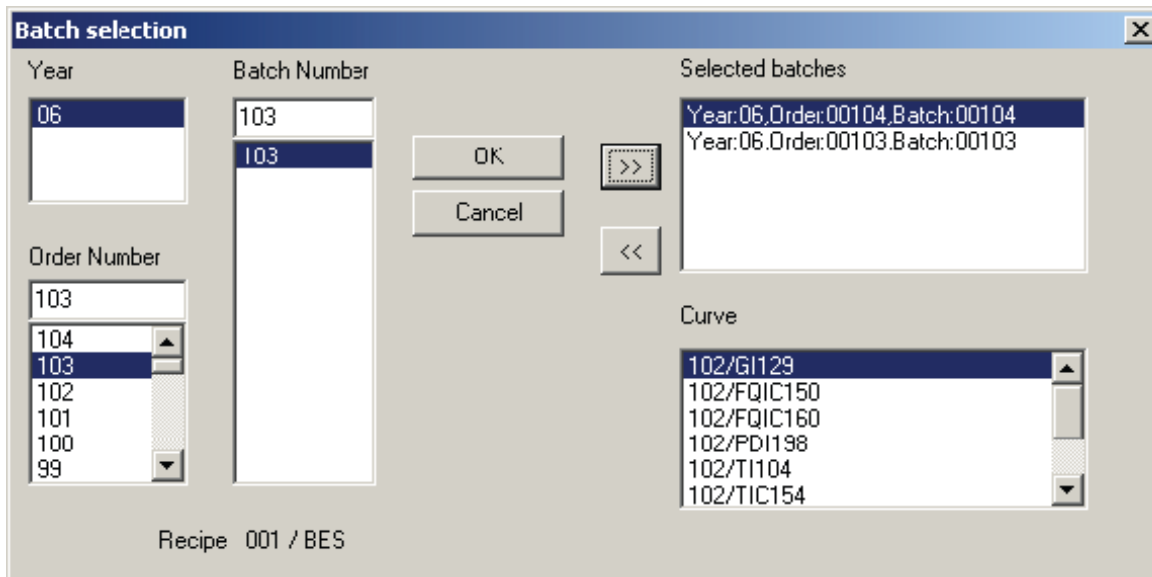 Batch selection
Year
06
Batch Number
103
103
OK
Cancel
>>
<<
Order Number
103
104
103
102
101
100
99
Selected batches
Year:06,Order:00104,Batch:00104
Year:06.Order:00103.Batch:00103
Curve
102/GI129
102/FQIC150
102/FQIC160
102/PDI198
102/TI104
102/TIC154
Recipe 001 / BES